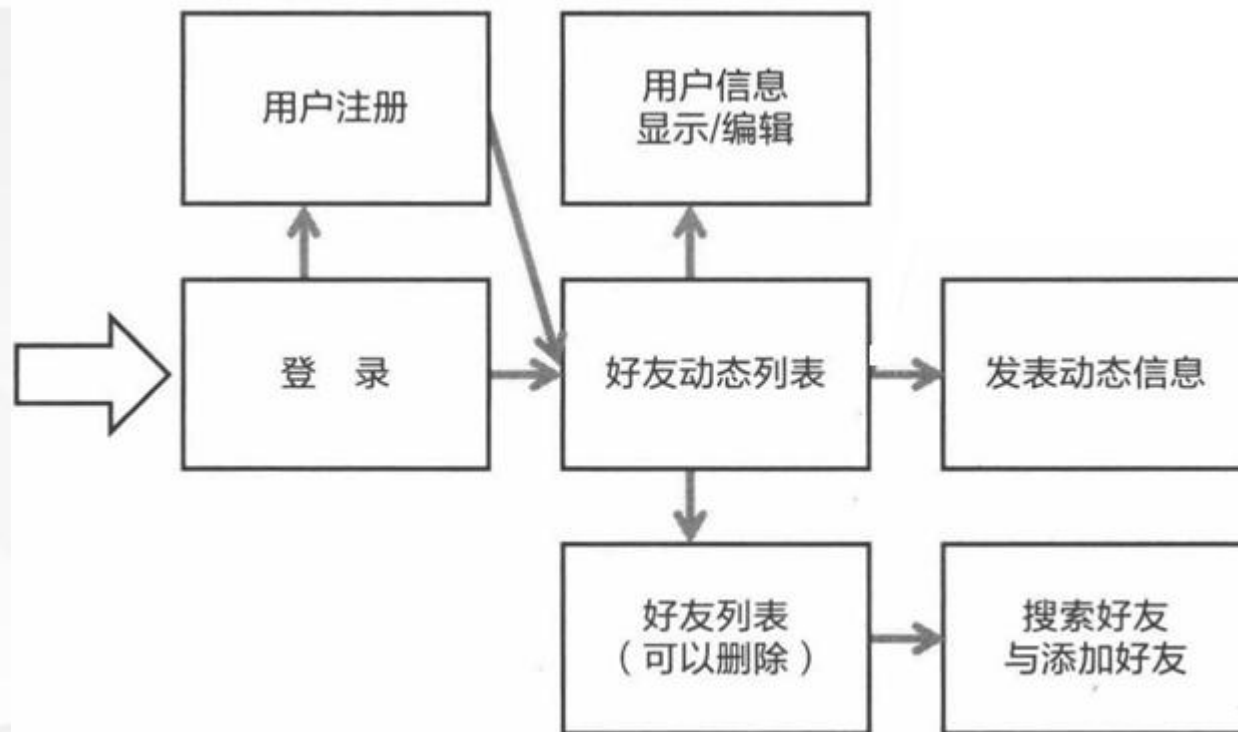 用户注册
用户信息
显示/编辑
登 录
好友动态列表
发表动态信息
好友列表
（可以删除）
搜索好友
与添加好友